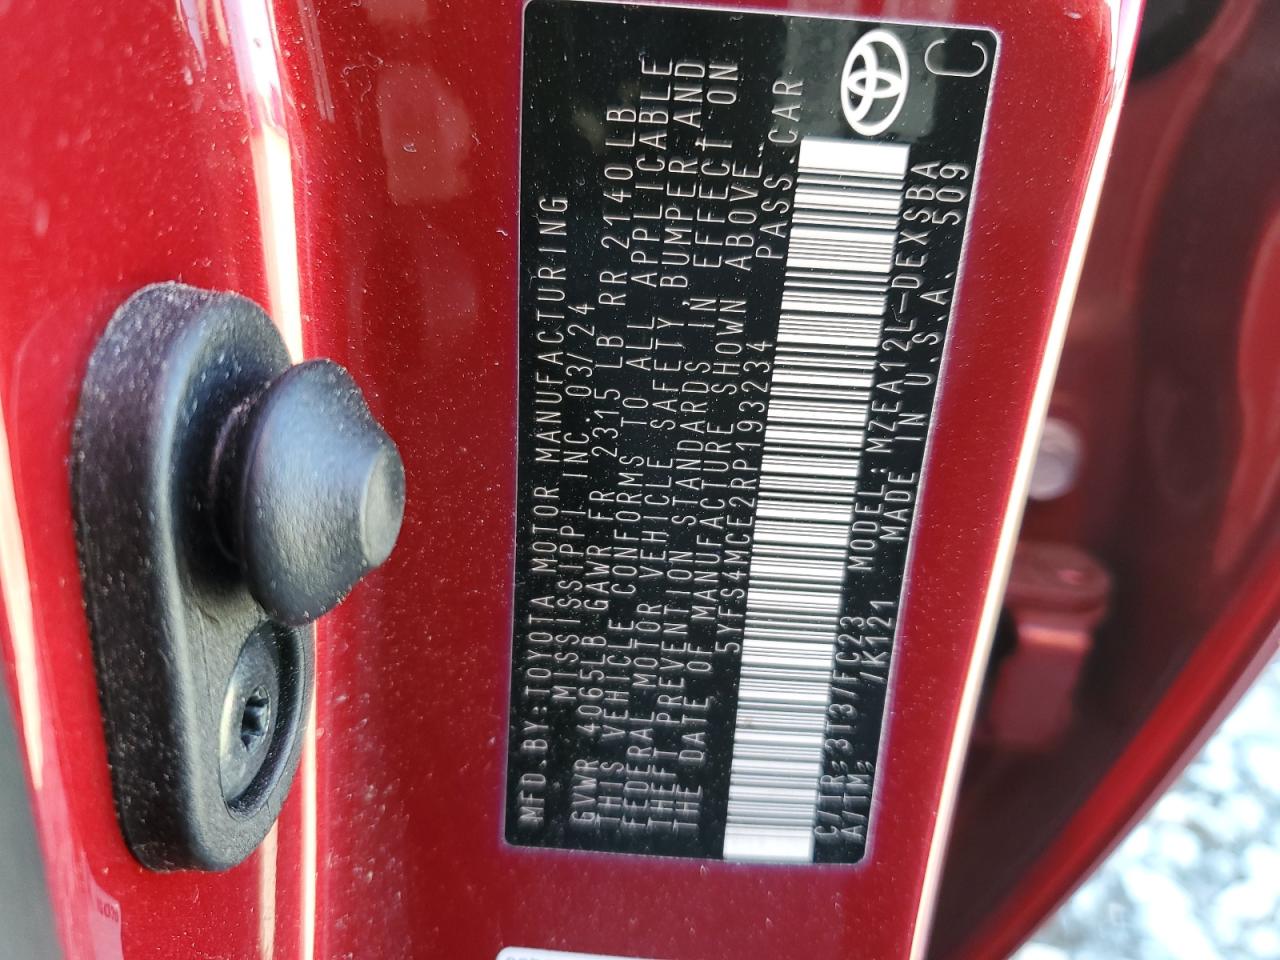 MFD.BY:TOYOTA MOTOR MANUFACTURING
MISSISSIPPI INC. 03/24
GVWR 4065LB GAWR FR 2315 LB RR 2140 LB
THIS VEHICLE CONFORMS TO ALL APPLICABLE
FEDERAL MOTOR VEHICLE SAFETY, BUMPER, AND
THEFT PREVENTION STANDARDS IN EFFECT ON
THE DATE OF MANUFACTURE SHOWN ABOVE.
5YFS4MCE2RP193234 PASS. CAR
C/TR:3T3/FC23 MODEL:MZEA12L-DEXSBA
A/TM: /K121 MADE IN U.S.A. 509
C